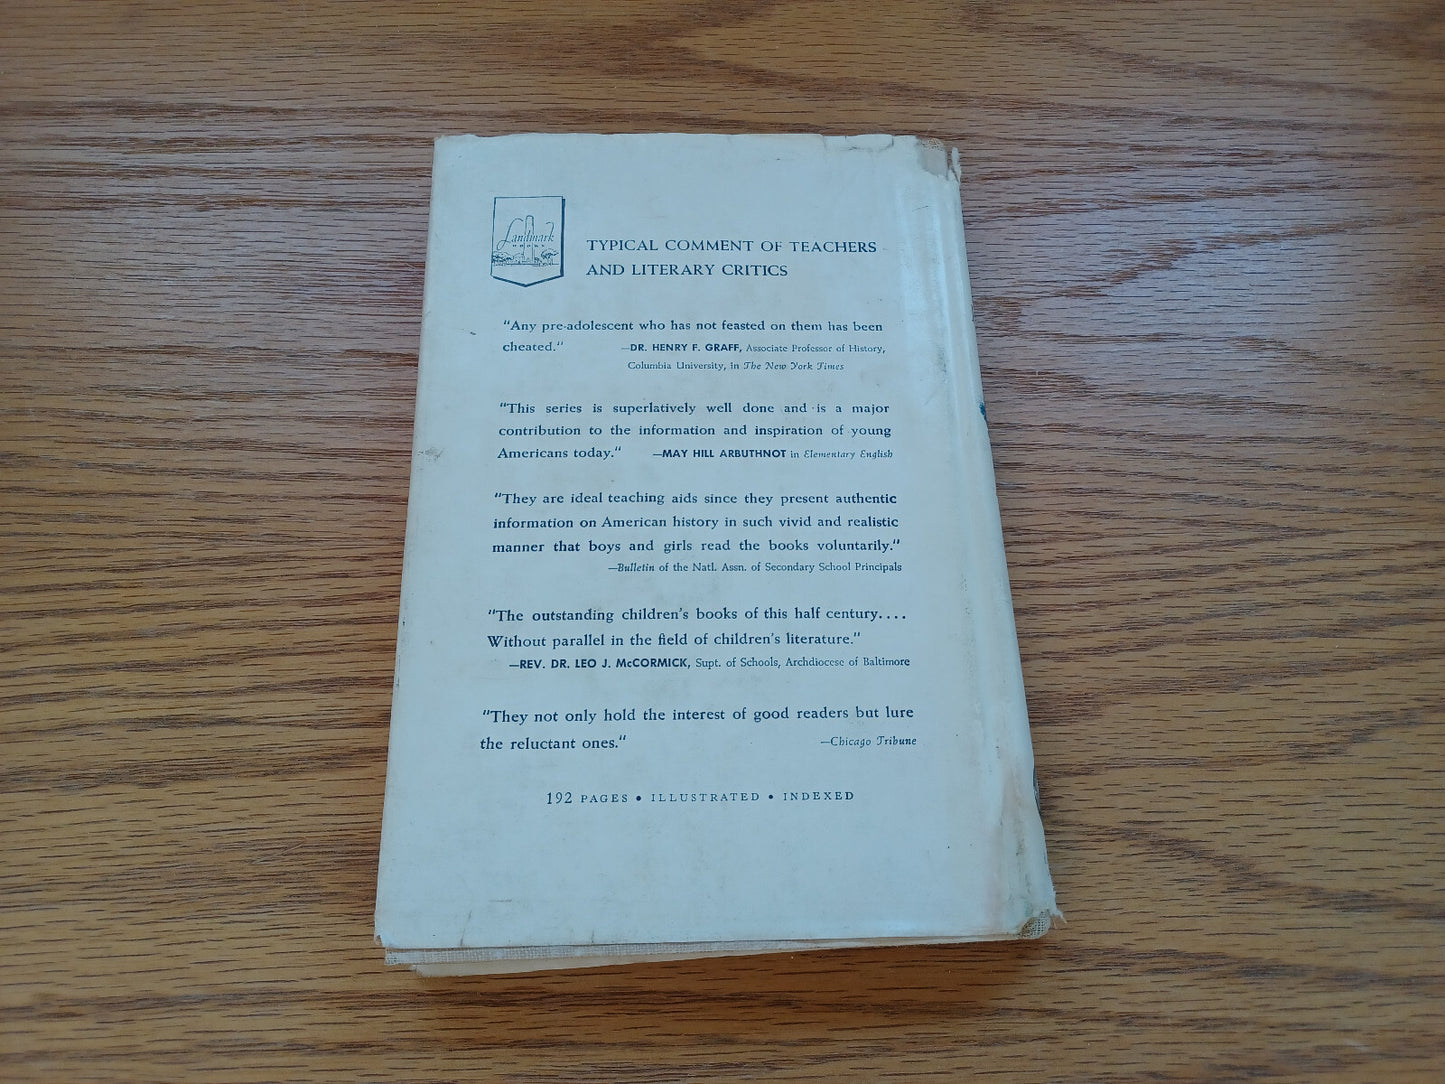 Landmark
BOOKS
TYPICAL COMMENT OF TEACHERS
AND LITERARY CRITICS
"Any pre-adolescent who has not feasted on them has been
cheated." —DR. HENRY F. GRAFF, Associate Professor of History,
Columbia University, in The New York Times
"This series is superlatively well done and is a major
contribution to the information and inspiration of young
Americans today." —MAY HILL ARBUTHNOT in Elementary English
"They are ideal teaching aids since they present authentic
information on American history in such vivid and realistic
manner that boys and girls read the books voluntarily."
—Bulletin of the Natl. Assn. of Secondary School Principals
"The outstanding children's books of this half century....
Without parallel in the field of children's literature."
—REV. DR. LEO J. McCORMICK, Supt. of Schools, Archdiocese of Baltimore
"They not only hold the interest of good readers but lure
the reluctant ones." —Chicago Tribune
192 PAGES • ILLUSTRATED • INDEXED